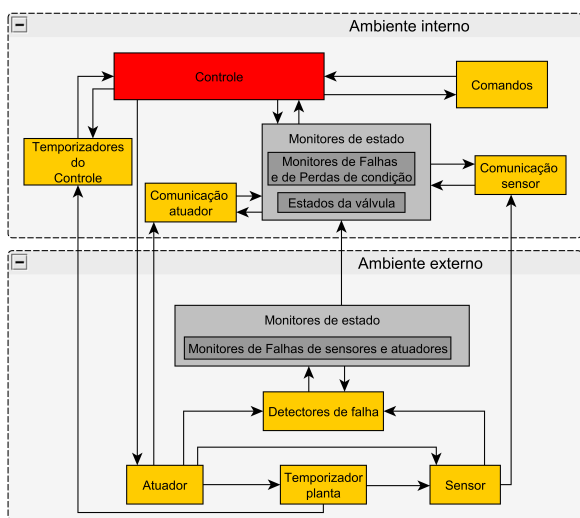 Ambiente interno
Controle
Comandos
Temporizadores
do
Controle
Monitores de estado
Monitores de Falhas
e de Perdas de condição
Estados da válvula
Comunicação
sensor
Comunicação
atuador
Ambiente externo
Monitores de estado
Monitores de Falhas de sensores e atuadores
Detectores de falha
Atuador
Temporizador
planta
Sensor